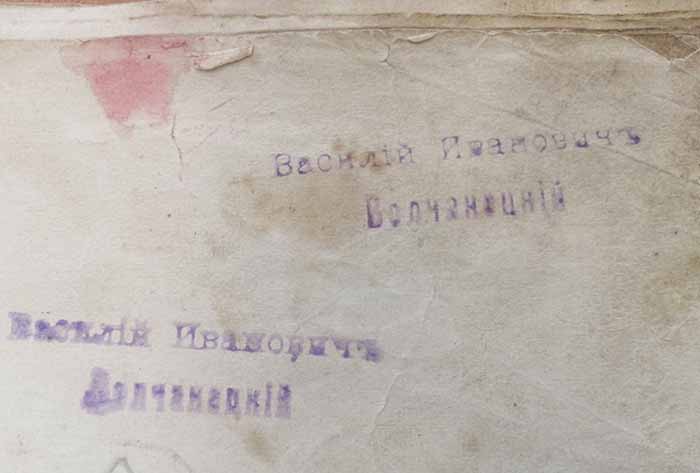 Василій Ивановичъ
Волчанецкій
Василій Ивановичъ
Волчанецкій